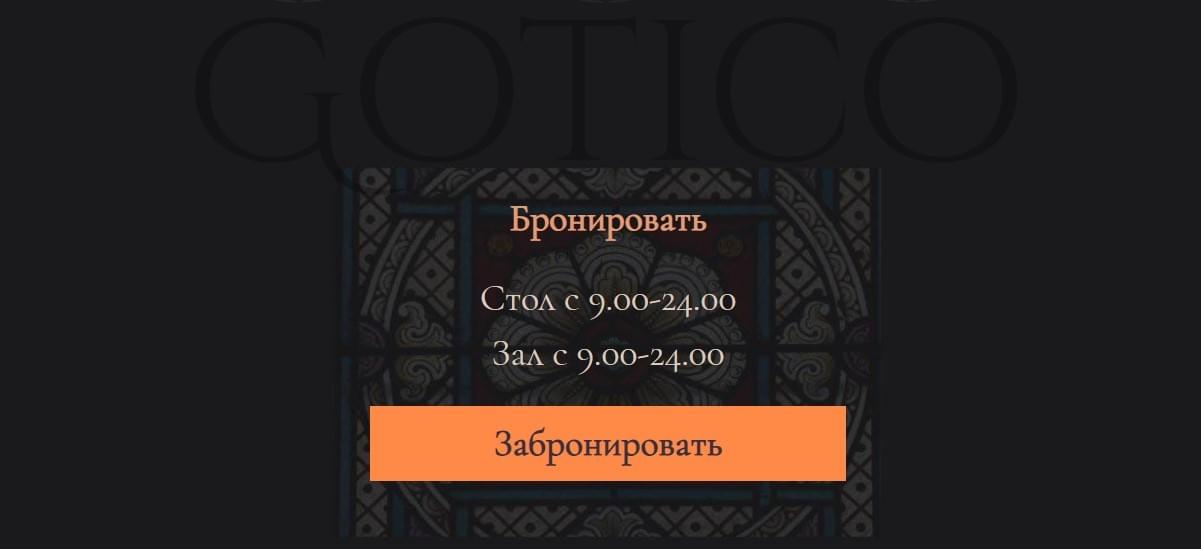 GOTICO
Бронировать
Стол с 9.00-24.00
Зал с 9.00-24.00
Забронировать